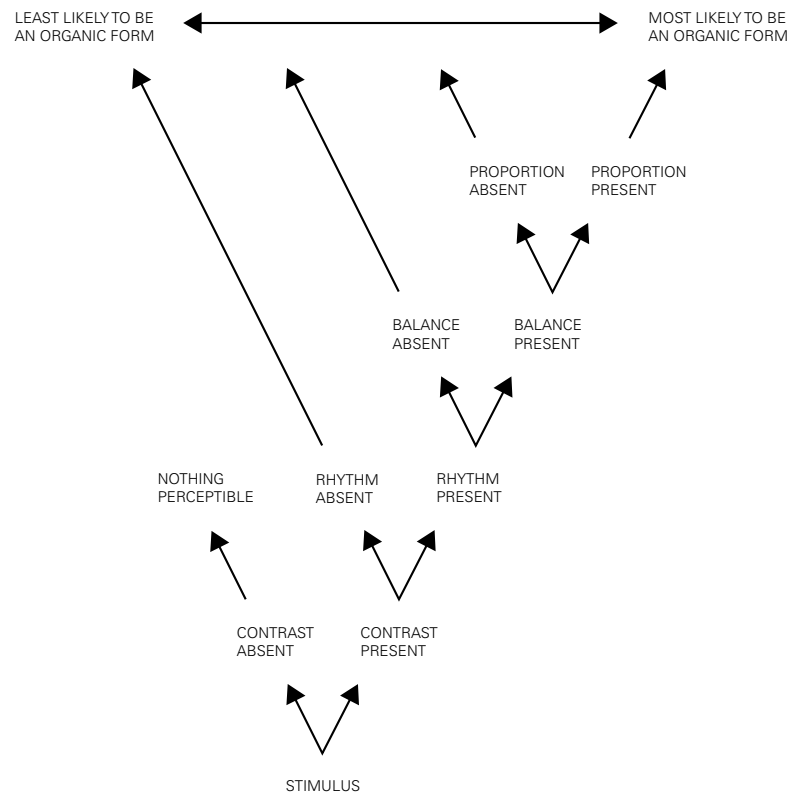 LEAST LIKELY TO BE
AN ORGANIC FORM
MOST LIKELY TO BE
AN ORGANIC FORM
PROPORTION
ABSENT
PROPORTION
PRESENT
BALANCE
ABSENT
BALANCE
PRESENT
NOTHING
PERCEPTIBLE
RHYTHM
ABSENT
RHYTHM
PRESENT
CONTRAST
ABSENT
CONTRAST
PRESENT
STIMULUS